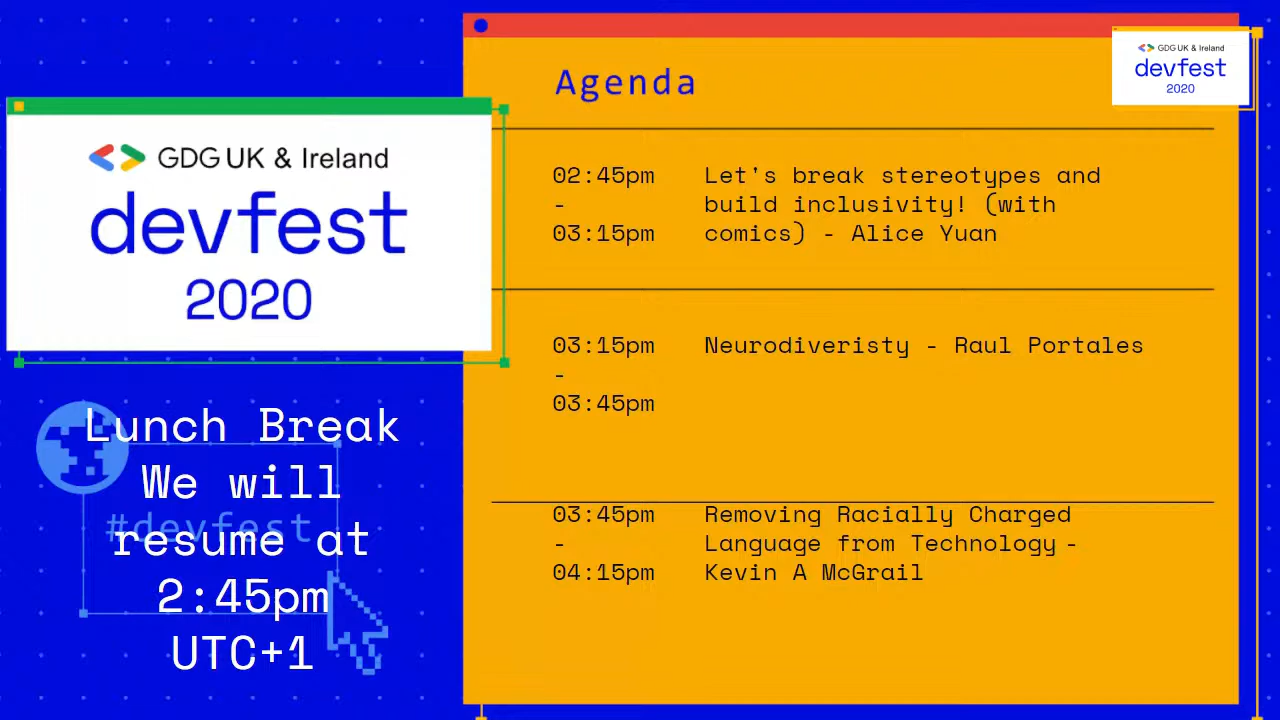 GDG UK & Ireland
devfest
2020
Lunch Break
We will
resume at
2:45pm
UTC+1
#devfest
Agenda
GDG UK & Ireland
devfest
2020
02:45pm
-
03:15pm
Let's break stereotypes and
build inclusivity! (with
comics) - Alice Yuan
03:15pm
-
03:45pm
Neurodiveristy - Raul Portales
03:45pm
-
04:15pm
Removing Racially Charged
Language from Technology -
Kevin A McGrail